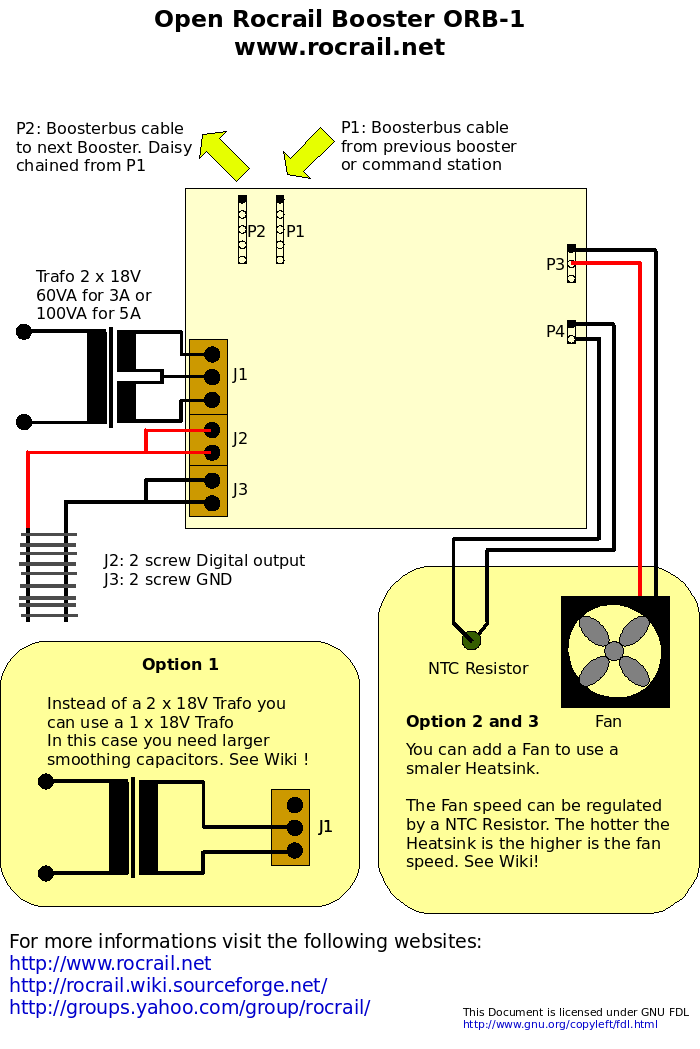 Open Rocrail Booster ORB-1
www.rocrail.net
P2: Boosterbus cable
to next Booster. Daisy
chained from P1
P1: Boosterbus cable
from previous booster
or command station
P2
P1
P3
P4
Trafo 2 x 18V
60VA for 3A or
100VA for 5A
J1
J2
J3
J2: 2 screw Digital output
J3: 2 screw GND
Option 1
Instead of a 2 x 18V Trafo you
can use a 1 x 18V Trafo
In this case you need larger
smoothing capacitors. See Wiki !
J1
NTC Resistor
Fan
Option 2 and 3
You can add a Fan to use a
smaler Heatsink.
The Fan speed can be regulated
by a NTC Resistor. The hotter the
Heatsink is the higher is the fan
speed. See Wiki!
For more informations visit the following websites:
http://www.rocrail.net
http://rocrail.wiki.sourceforge.net/
http://groups.yahoo.com/group/rocrail/
This Document is licensed under GNU FDL
http://www.gnu.org/copyleft/fdl.html